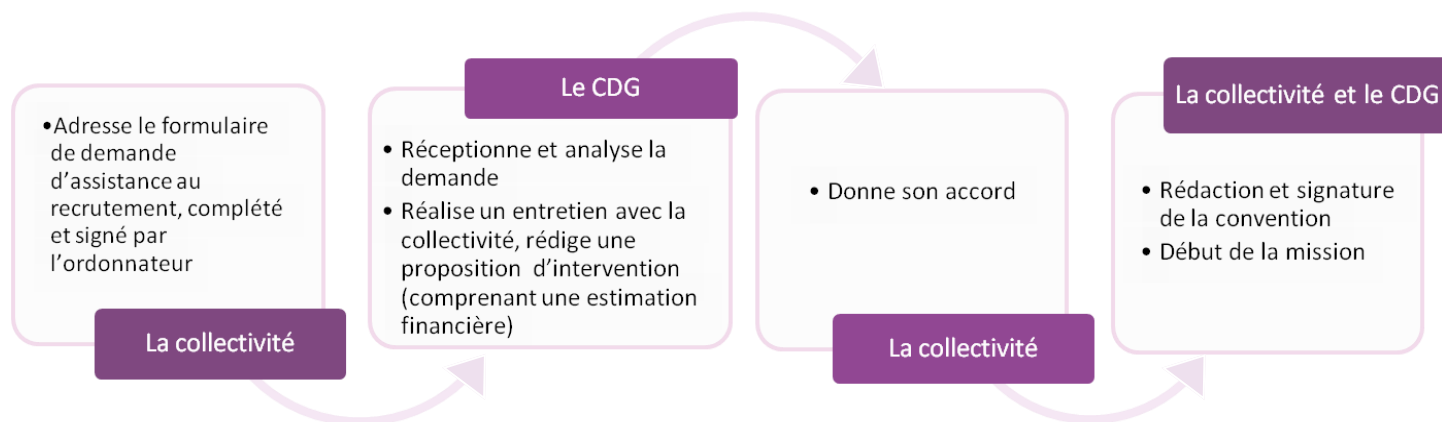 •Adresse le formulaire
de demande
d'assistance au
recrutement, complété
et signé par
l'ordonnateur
La collectivité
Le CDG
• Réceptionne et analyse la
demande
• Réalise un entretien avec la
collectivité, rédige une
proposition d'intervention
(comprenant une estimation
financière)
• Donne son accord
La collectivité
La collectivité et le CDG
• Rédaction et signature
de la convention
• Début de la mission